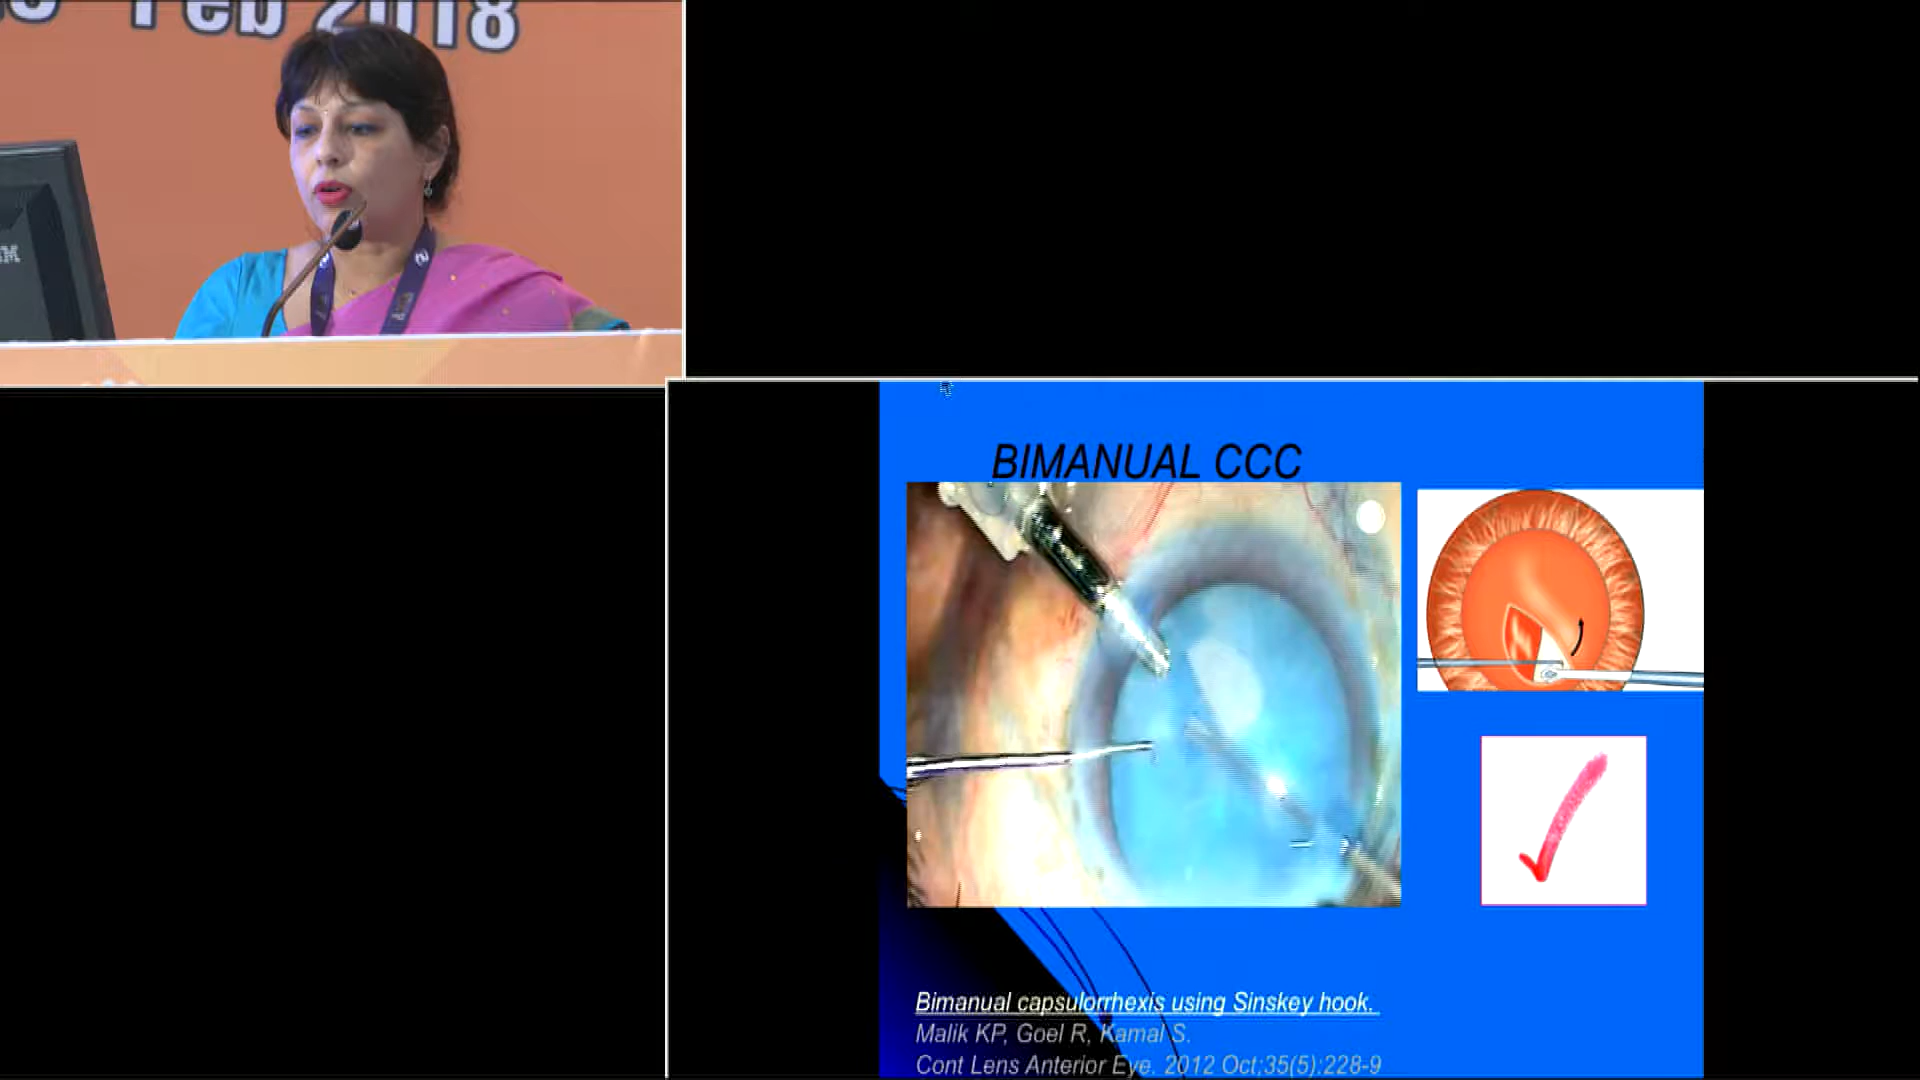 Feb 2018
BIMANUAL CCC
Bimanual capsulorrhexis using Sinskey hook.
Malik KP, Goel R, Kamal S.
Cont Lens Anterior Eye. 2012 Oct;35(5):228-9